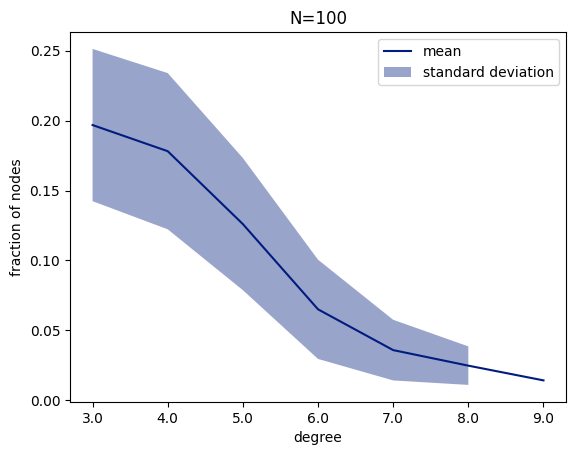 N=100
mean
standard deviation
fraction of nodes
0.25
0.20
0.15
0.10
0.05
0.00
3.0 4.0 5.0 6.0 7.0 8.0 9.0
degree